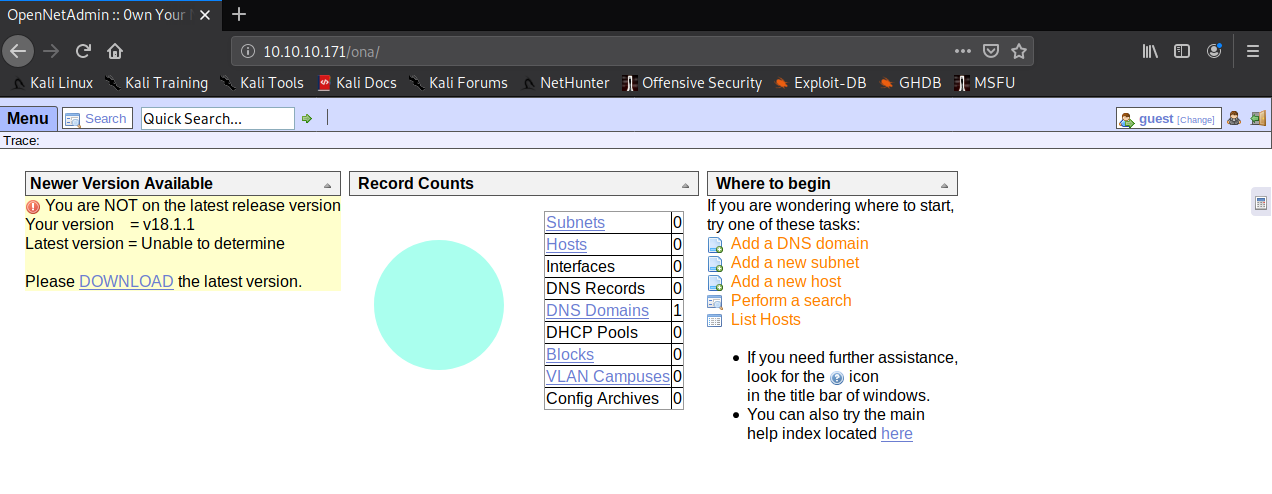 OpenNetAdmin :: 0wn Your N
10.10.10.171/ona/
Kali Linux Kali Training Kali Tools Kali Docs Kali Forums NetHunter Offensive Security Exploit-DB GHDB MSFU
Menu Search Quick Search... guest [Change]
Trace:
Newer Version Available
You are NOT on the latest release version
Your version = v18.1.1
Latest version = Unable to determine
Please DOWNLOAD the latest version.
Record Counts
Subnets 0
Hosts 0
Interfaces 0
DNS Records 0
DNS Domains 1
DHCP Pools 0
Blocks 0
VLAN Campuses 0
Config Archives 0
Where to begin
If you are wondering where to start,
try one of these tasks:
Add a DNS domain
Add a new subnet
Add a new host
Perform a search
List Hosts
If you need further assistance,
look for the ? icon
in the title bar of windows.
You can also try the main
help index located here